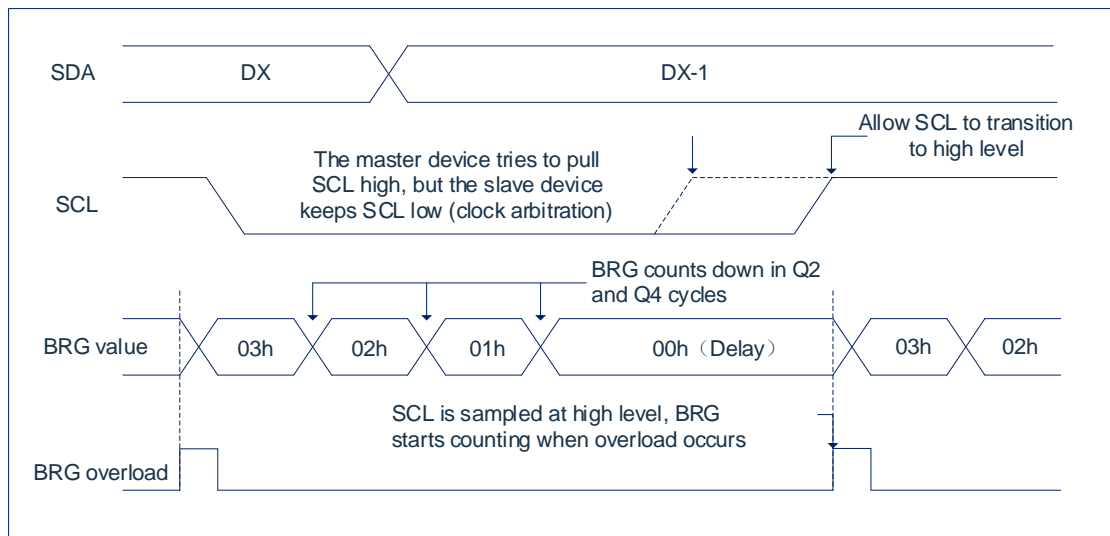 SDA
DX
DX-1
Allow SCL to transition
to high level
The master device tries to pull
SCL high, but the slave device
keeps SCL low (clock arbitration)
SCL
BRG counts down in Q2
and Q4 cycles
BRG value
03h
02h
01h
00h（Delay）
03h
02h
SCL is sampled at high level, BRG
starts counting when overload occurs
BRG overload